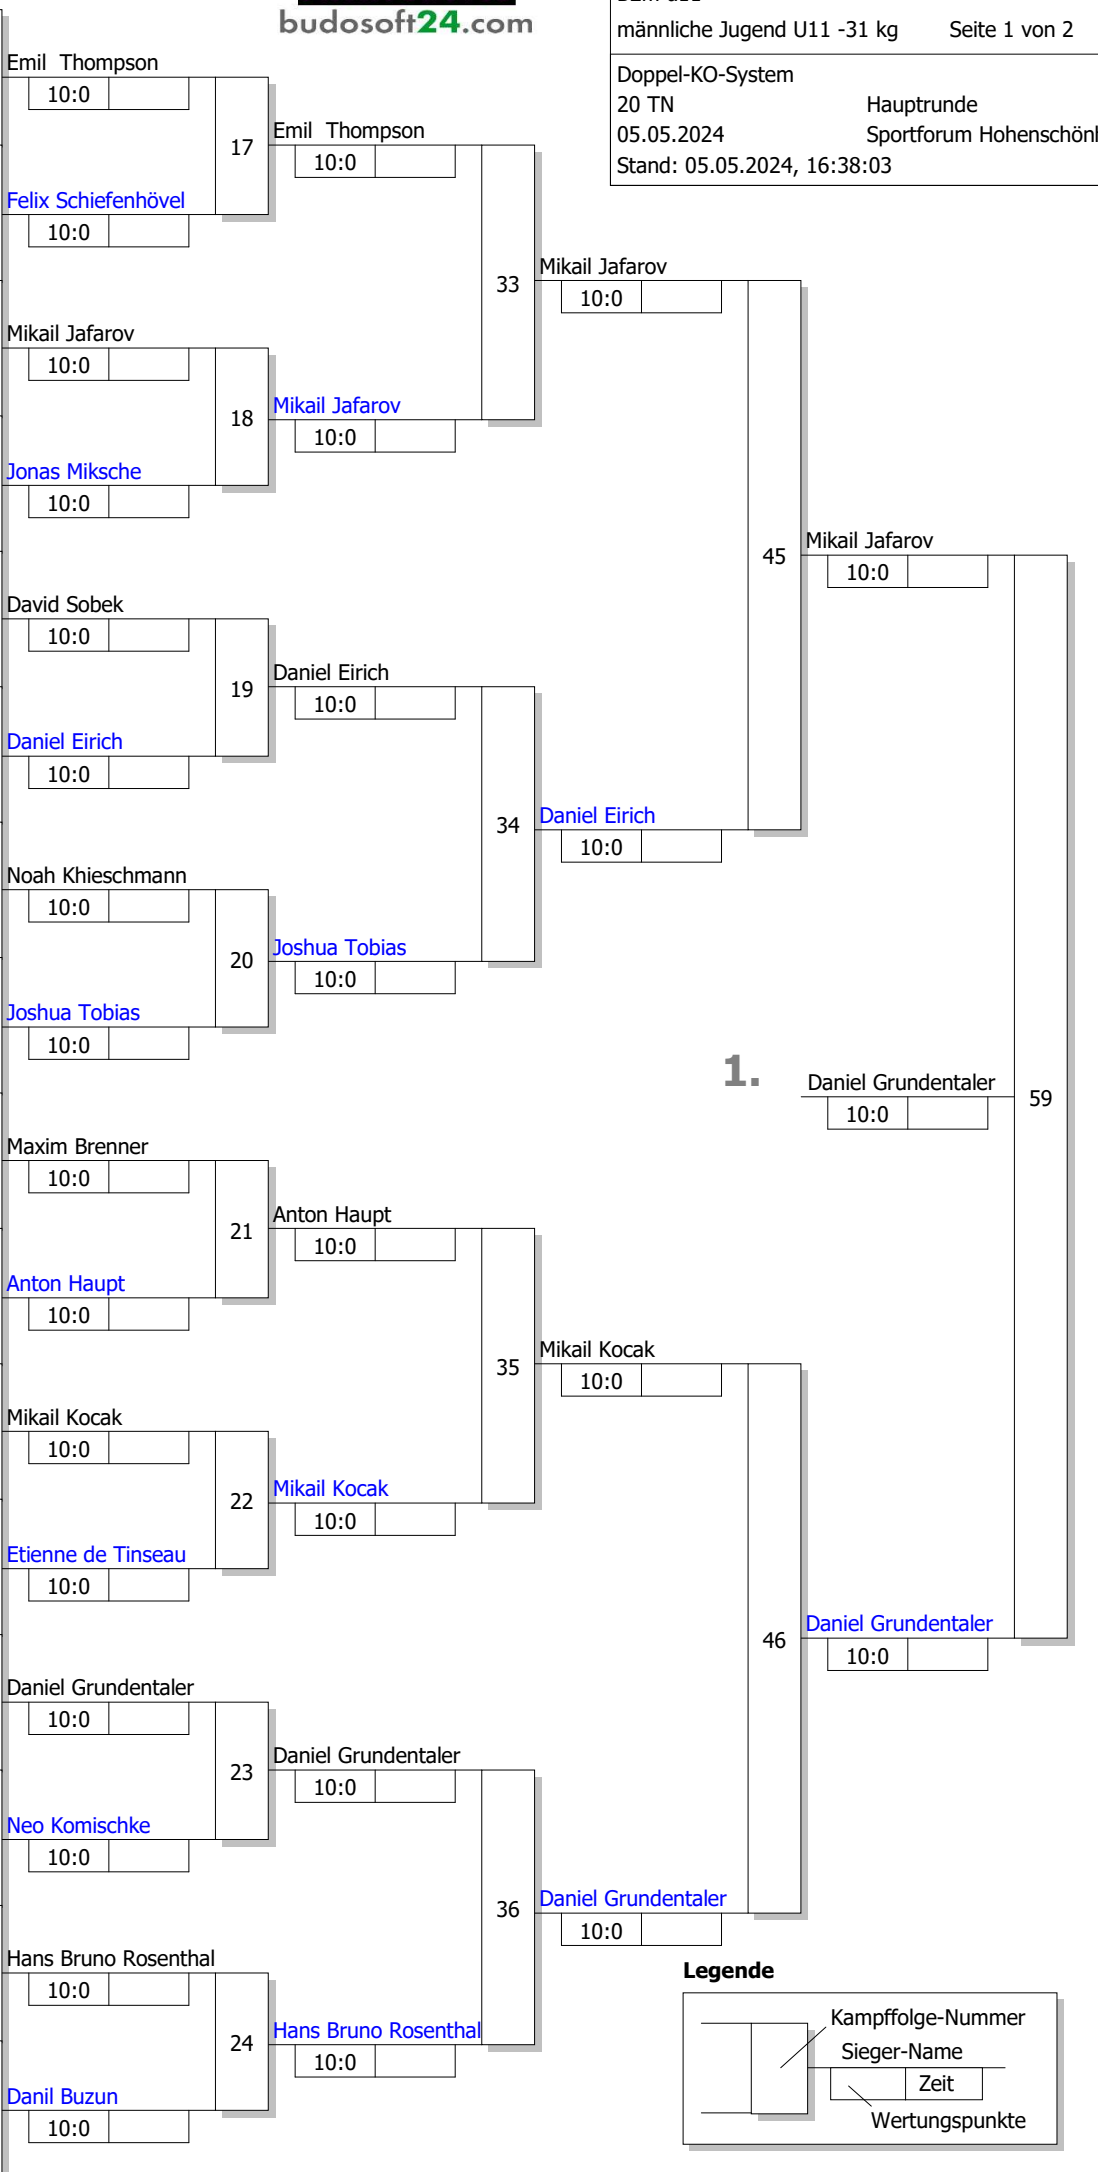 budosoft24.com
männliche Jugend U11 -31 kg Seite 1 von 2
Doppel-KO-System
20 TN Hauptrunde
05.05.2024 Sportforum Hohenschönh
Stand: 05.05.2024, 16:38:03
Emil Thompson
10:0
17
Emil Thompson
10:0
Felix Schiefenhövel
10:0
33
Mikail Jafarov
10:0
Mikail Jafarov
10:0
18
Mikail Jafarov
10:0
Jonas Miksche
10:0
45
Mikail Jafarov
10:0
David Sobek
10:0
19
Daniel Eirich
10:0
Daniel Eirich
10:0
34
Daniel Eirich
10:0
Noah Khieschmann
10:0
20
Joshua Tobias
10:0
Joshua Tobias
10:0
1.
Daniel Grundentaler
10:0
59
Maxim Brenner
10:0
21
Anton Haupt
10:0
Anton Haupt
10:0
35
Mikail Kocak
10:0
Mikail Kocak
10:0
22
Mikail Kocak
10:0
Etienne de Tinseau
10:0
46
Daniel Grundentaler
10:0
Daniel Grundentaler
10:0
23
Daniel Grundentaler
10:0
Neo Komischke
10:0
36
Daniel Grundentaler
10:0
Hans Bruno Rosenthal
10:0
24
Hans Bruno Rosenthal
10:0
Danil Buzun
10:0
Legende
Kampffolge-Nummer
Sieger-Name
Zeit
Wertungspunkte